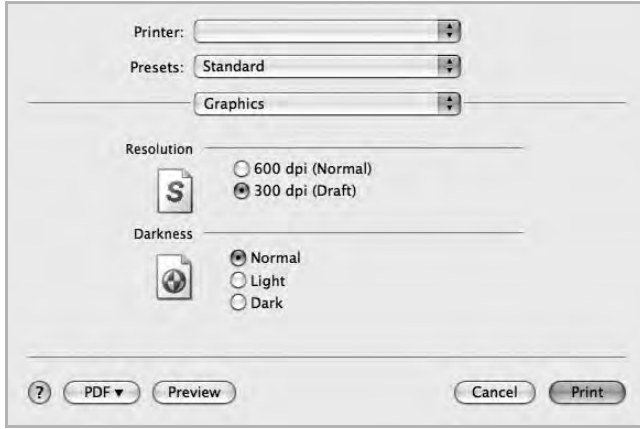 Printer:
Presets: Standard
Graphics
Resolution
600 dpi (Normal)
S
300 dpi (Draft)
Darkness
Normal
Light
Dark
? PDF▼ Preview Cancel Print